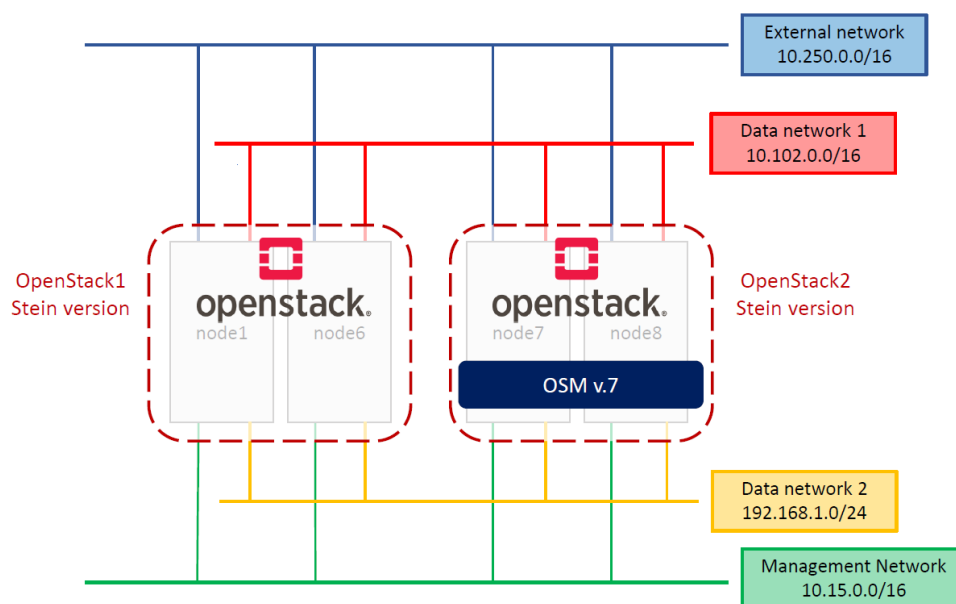 External network
10.250.0.0/16
Data network 1
10.102.0.0/16
OpenStack1
Stein version
openstack.
node1
node6
openstack.
node7
node8
OpenStack2
Stein version
OSM v.7
Data network 2
192.168.1.0/24
Management Network
10.15.0.0/16